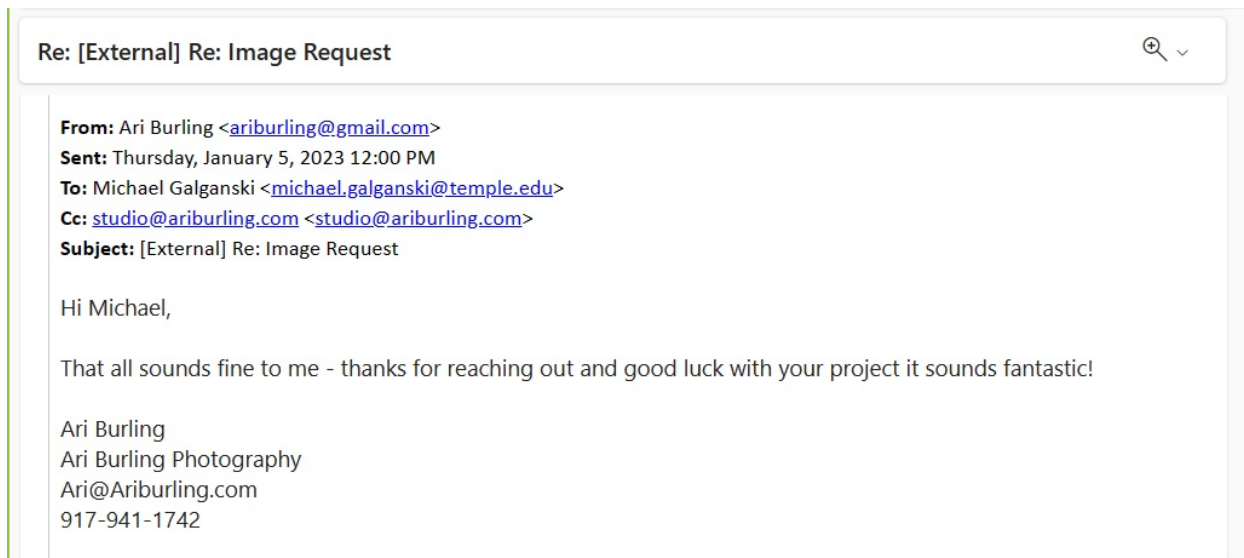 Re: [External] Re: Image Request
From: Ari Burling <ariburling@gmail.com>
Sent: Thursday, January 5, 2023 12:00 PM
To: Michael Galganski <michael.galganski@temple.edu>
Cc: studio@ariburling.com <studio@ariburling.com>
Subject: [External] Re: Image Request
Hi Michael,
That all sounds fine to me - thanks for reaching out and good luck with your project it sounds fantastic!
Ari Burling
Ari Burling Photography
Ari@Ariburling.com
917-941-1742